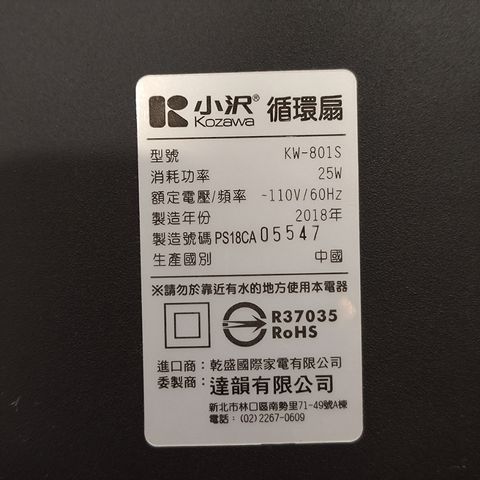 小沢® 循環扇
Kozawa
型號 KW-801S
消耗功率 25W
額定電壓/頻率 ~110V/60Hz
製造年份 2018年
製造號碼 PS18CA 05547
生產國別 中國
※請勿於靠近有水的地方使用本電器
R37035
RoHS
進口商：乾盛國際家電有限公司
委製商：達韻有限公司
新北市林口區南勢里71-49號A棟
電話：(02)2267-0609